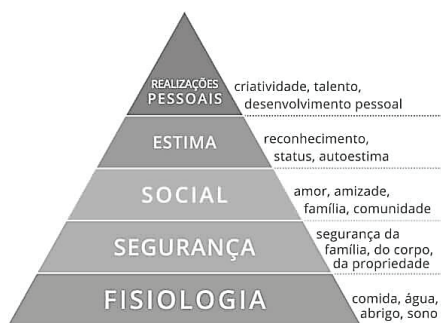 REALIZAÇÕES
PESSOAIS
criatividade, talento,
desenvolvimento pessoal
ESTIMA
reconhecimento,
status, autoestima
SOCIAL
amor, amizade,
família, comunidade
SEGURANÇA
segurança da
família, do corpo,
da propriedade
FISIOLOGIA
comida, água,
abrigo, sono